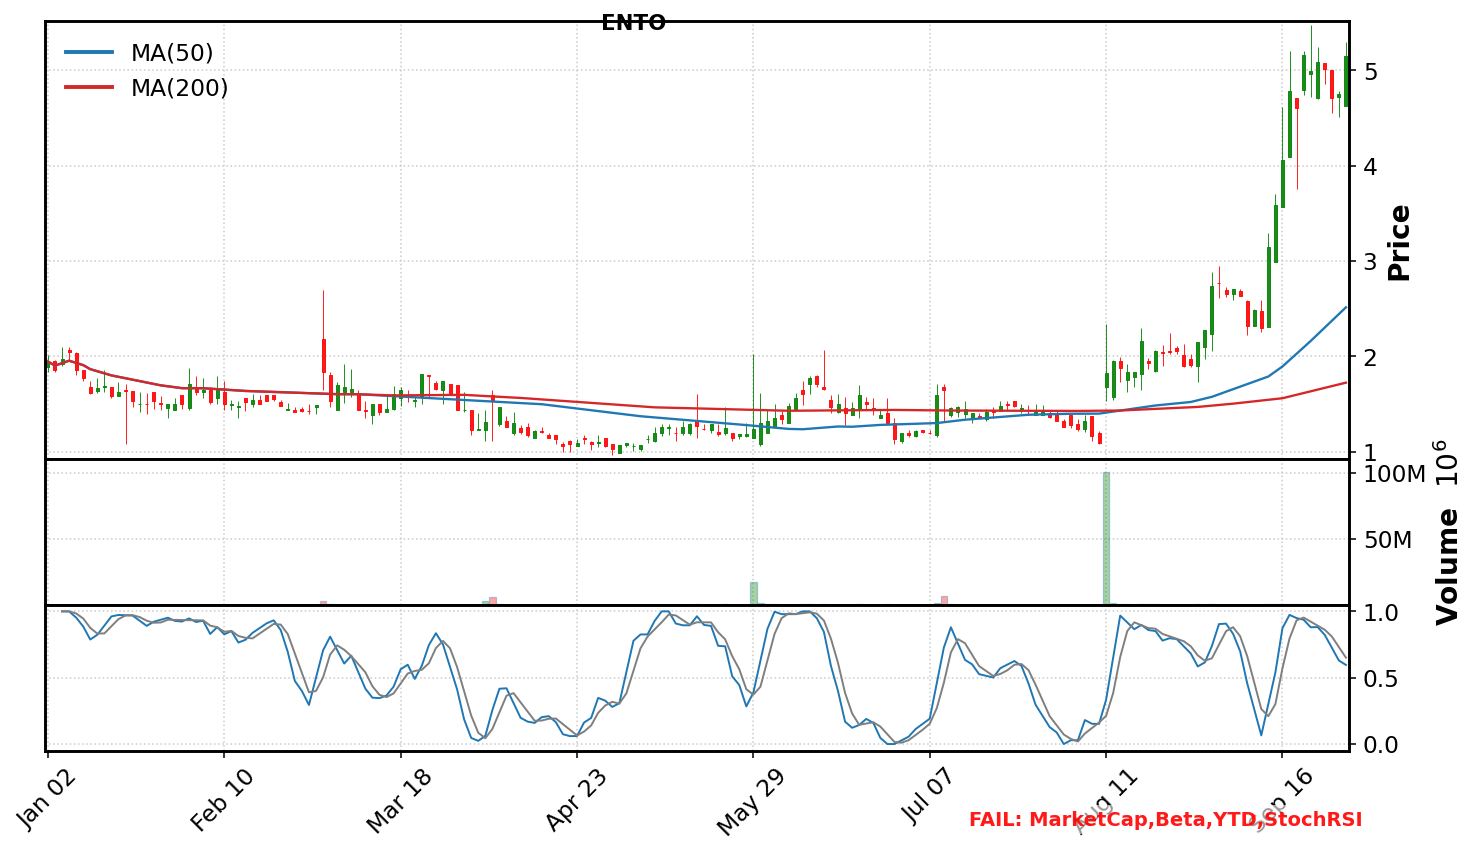 ENTO
MA(50)
MA(200)
5
4
3
2
1
Price
100M
50M
Volume 10^6
1.0
0.5
0.0
Jan 02
Feb 10
Mar 18
Apr 23
May 29
Jul 07
Aug 11
Sep 16
FAIL: MarketCap,Beta,YTD,StochRSI